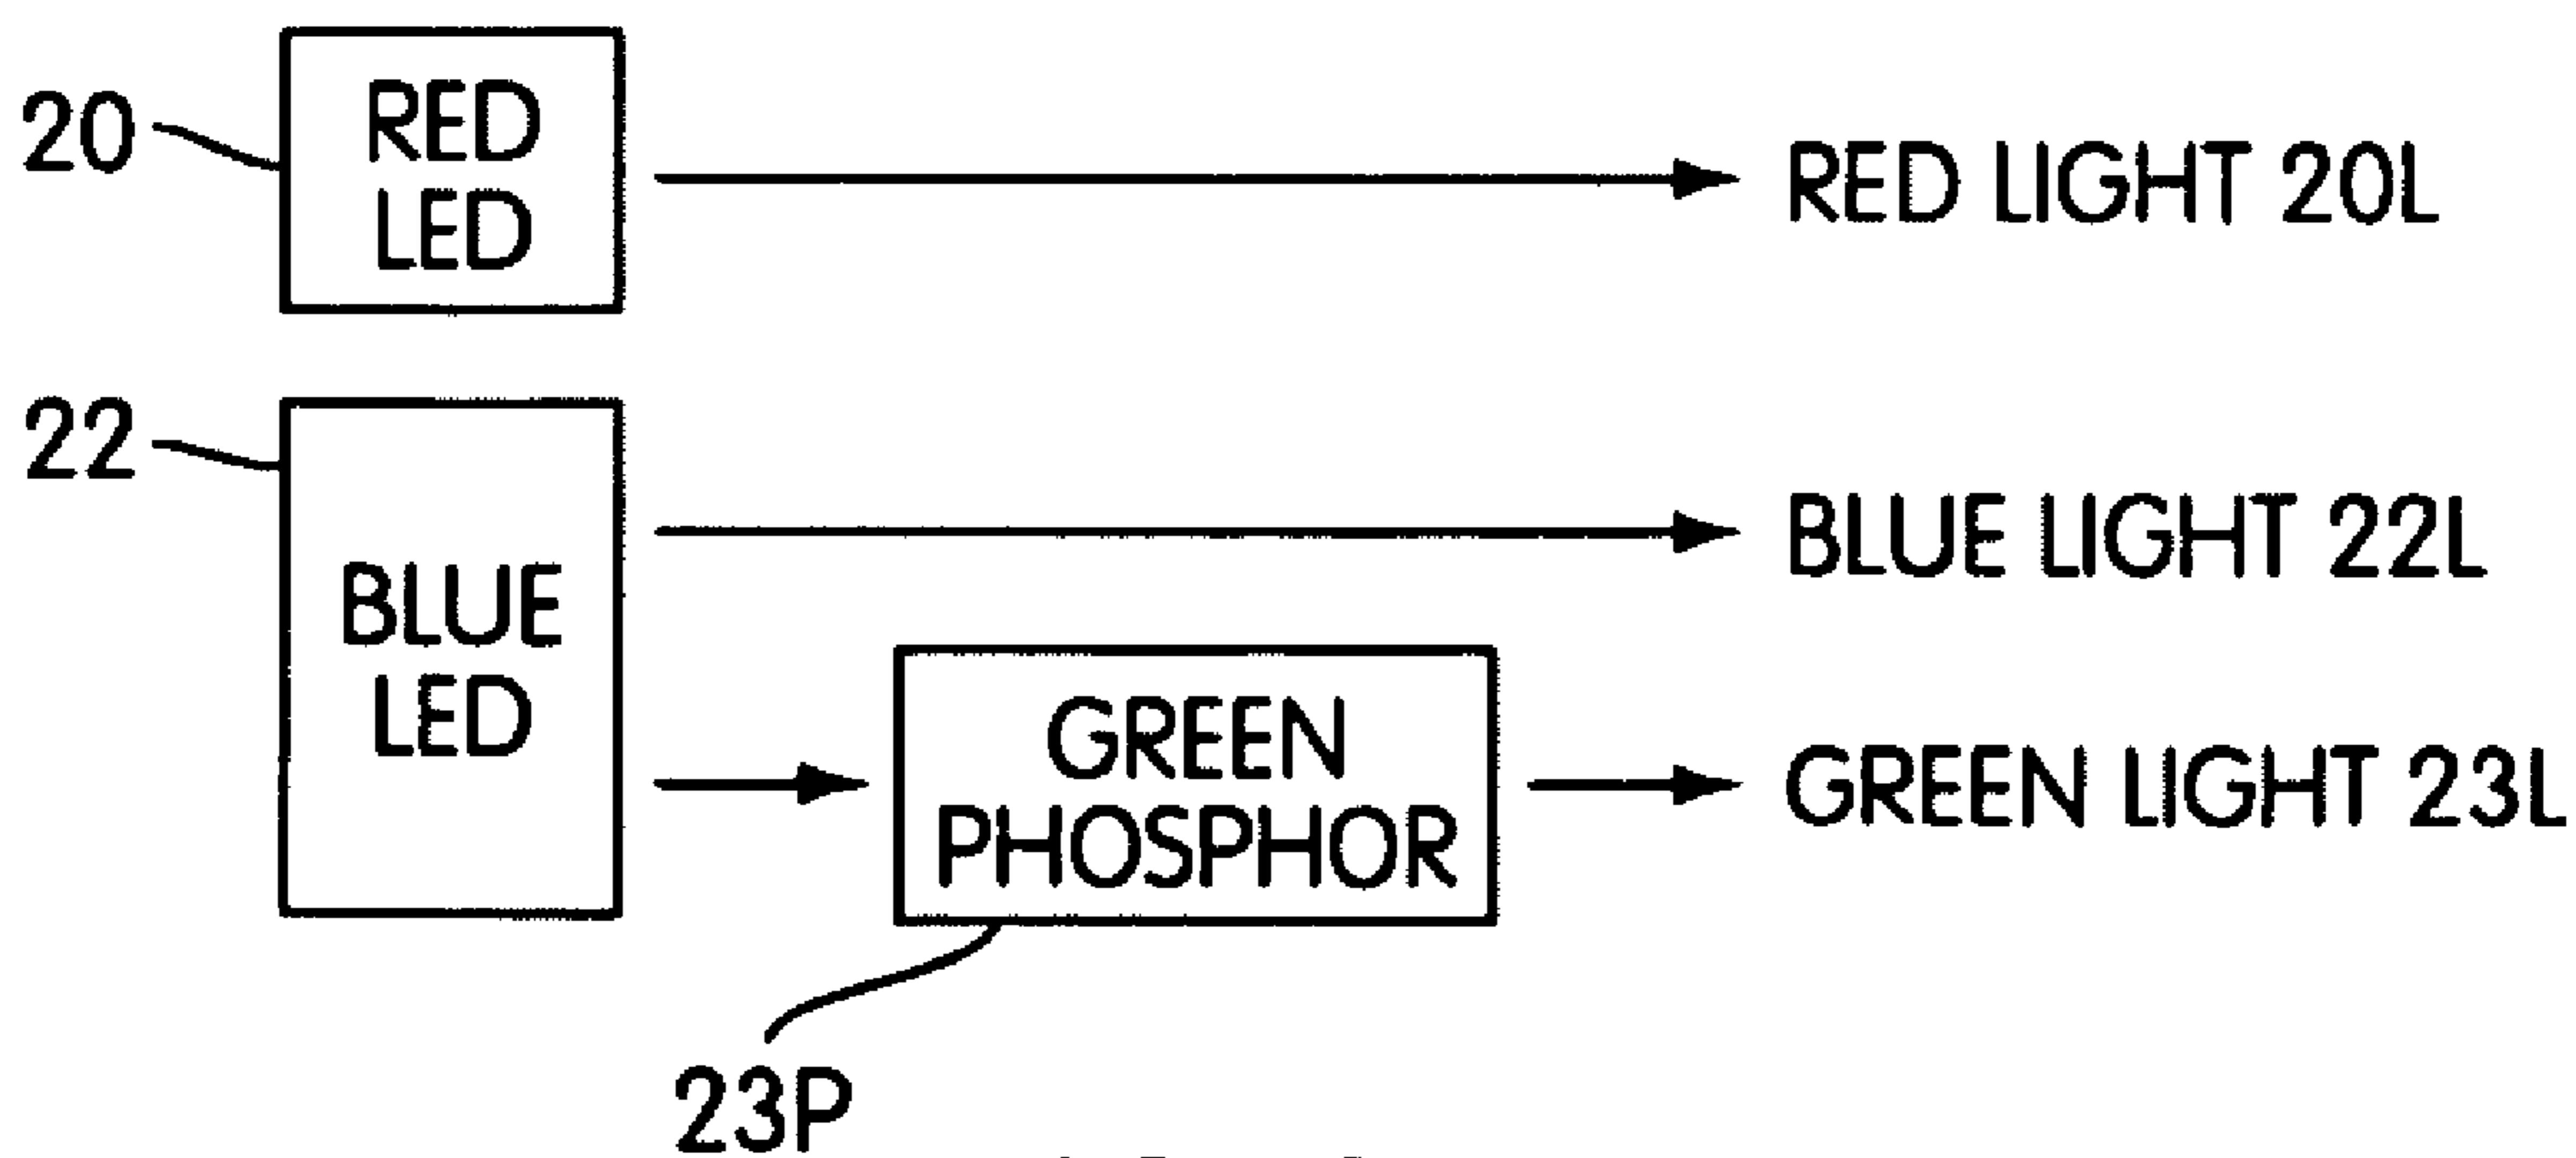 20
RED
LED
RED LIGHT 20L
22
BLUE
LED
BLUE LIGHT 22L
GREEN
PHOSPHOR
GREEN LIGHT 23L
23P